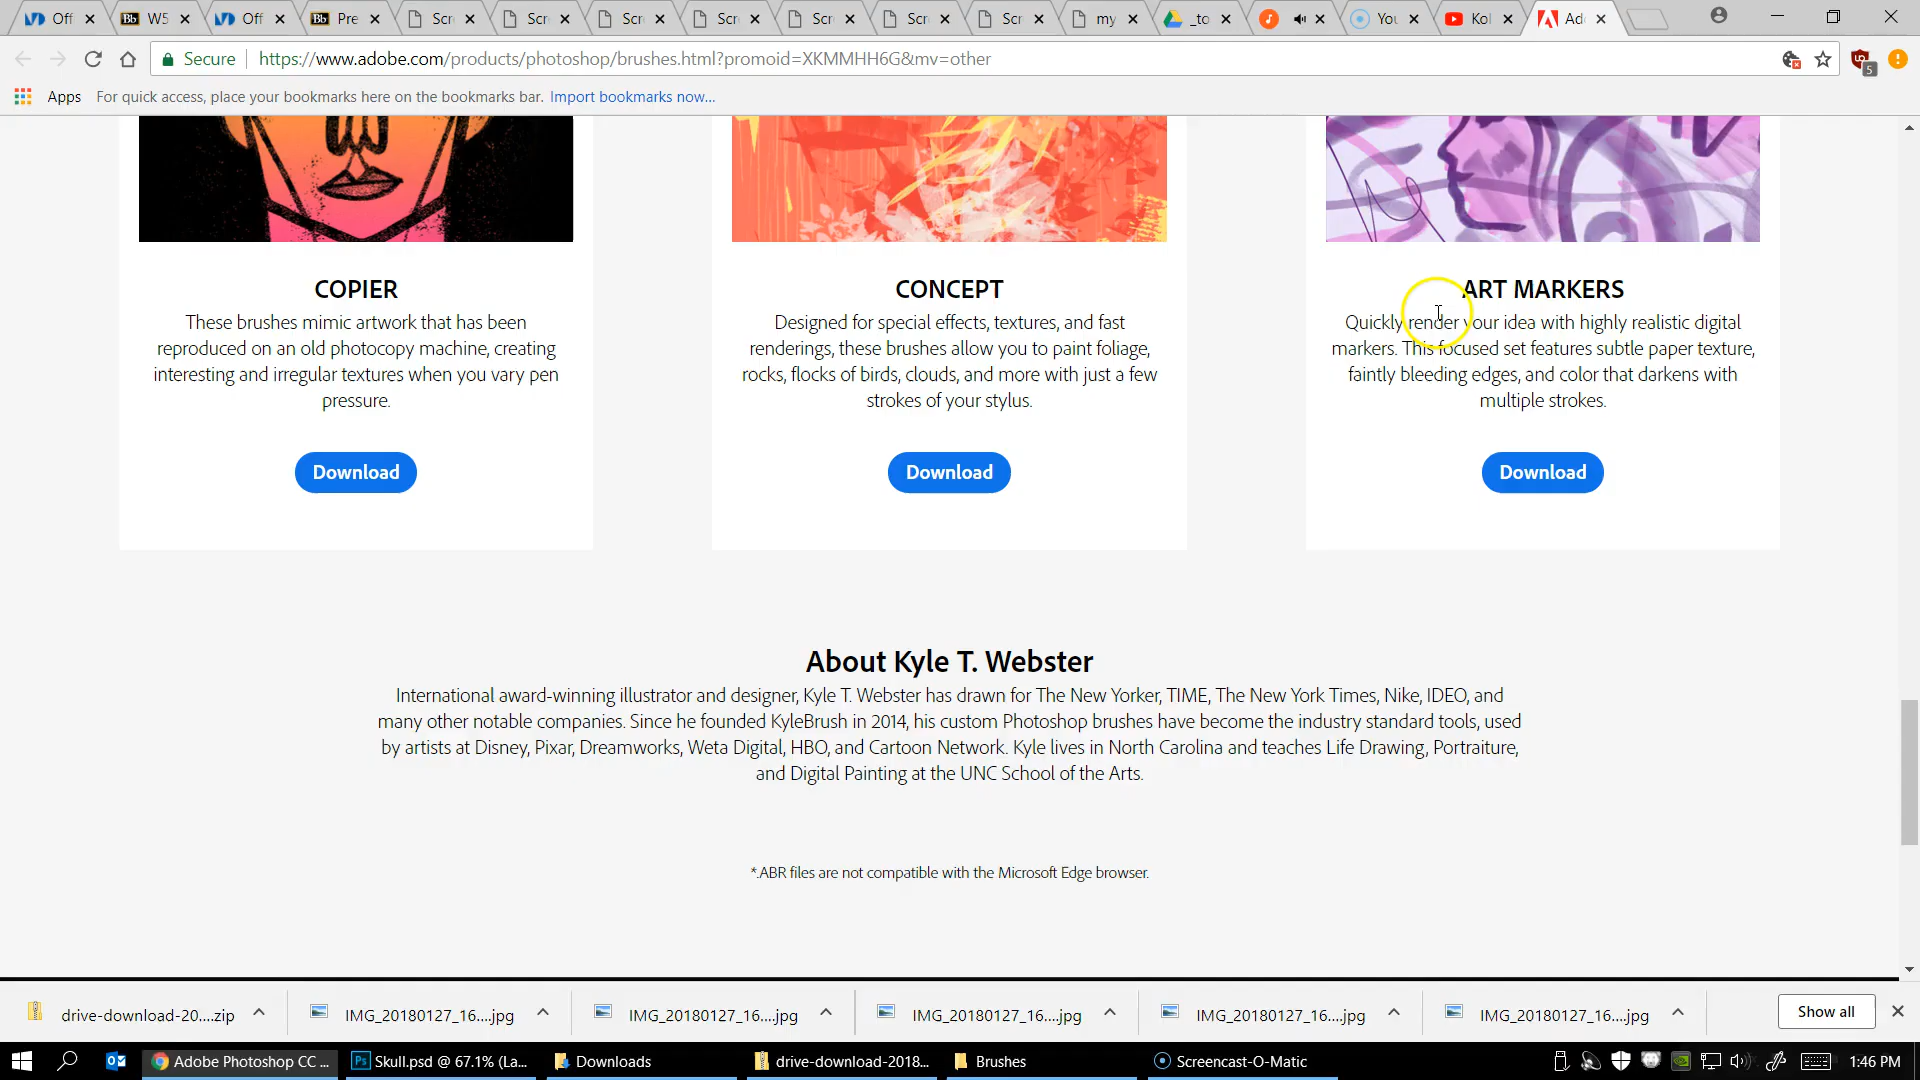 Off
W5
Off
Pre
Scr
Scr
Scr
Scr
Scr
Scr
Scr
my
_to
You
Kol
Ado
Secure
https://www.adobe.com/products/photoshop/brushes.html?promoid=XKMMHH6G&mv=other
5
Apps
For quick access, place your bookmarks here on the bookmarks bar. Import bookmarks now...
COPIER
These brushes mimic artwork that has been
reproduced on an old photocopy machine, creating
interesting and irregular textures when you vary pen
pressure.
Download
CONCEPT
Designed for special effects, textures, and fast
renderings, these brushes allow you to paint foliage,
rocks, flocks of birds, clouds, and more with just a few
strokes of your stylus.
Download
ART MARKERS
Quickly render your idea with highly realistic digital
markers. This focused set features subtle paper texture,
faintly bleeding edges, and color that darkens with
multiple strokes.
Download
About Kyle T. Webster
International award-winning illustrator and designer, Kyle T. Webster has drawn for The New Yorker, TIME, The New York Times, Nike, IDEO, and
many other notable companies. Since he founded KyleBrush in 2014, his custom Photoshop brushes have become the industry standard tools, used
by artists at Disney, Pixar, Dreamworks, Weta Digital, HBO, and Cartoon Network. Kyle lives in North Carolina and teaches Life Drawing, Portraiture,
and Digital Painting at the UNC School of the Arts.
*.ABR files are not compatible with the Microsoft Edge browser.
drive-download-20....zip
IMG_20180127_16....jpg
IMG_20180127_16....jpg
IMG_20180127_16....jpg
IMG_20180127_16....jpg
IMG_20180127_16....jpg
Show all
Adobe Photoshop CC ...
Skull.psd @ 67.1% (La...
Downloads
drive-download-2018...
Brushes
Screencast-O-Matic
1:46 PM